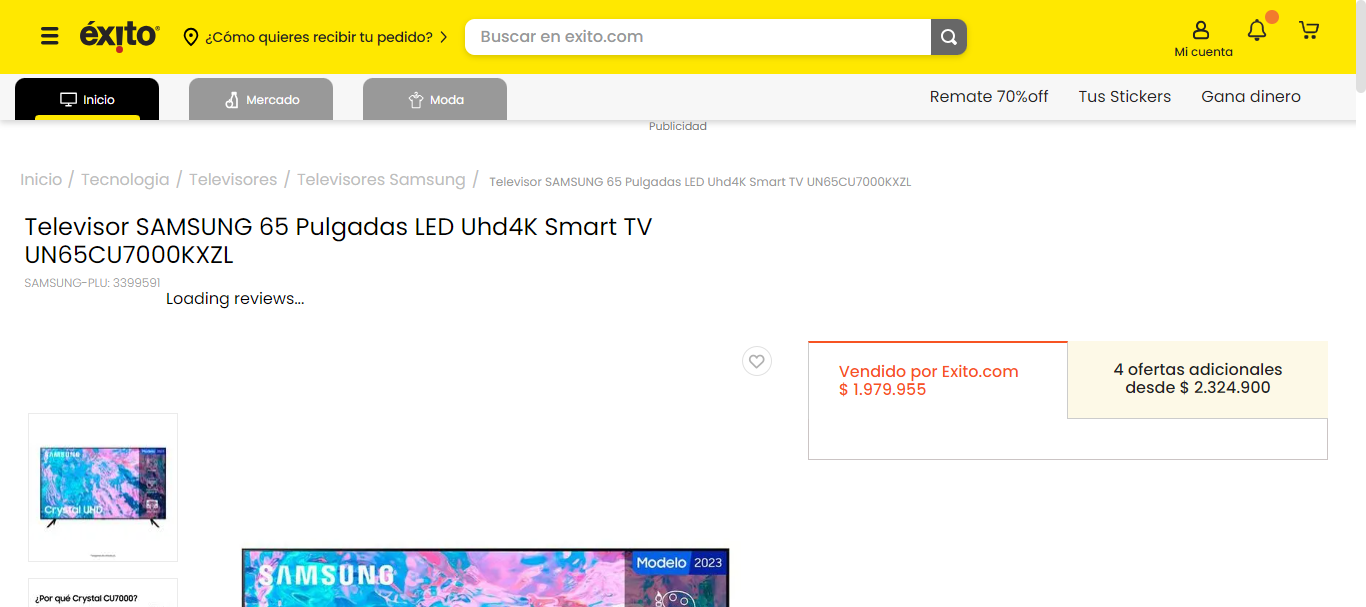 éxito
¿Cómo quieres recibir tu pedido?
Buscar en exito.com
Mi cuenta
Inicio
Mercado
Moda
Remate 70%off
Tus Stickers
Gana dinero
Publicidad
Inicio / Tecnologia / Televisores / Televisores Samsung / Televisor SAMSUNG 65 Pulgadas LED Uhd4K Smart TV UN65CU7000KXZL
Televisor SAMSUNG 65 Pulgadas LED Uhd4K Smart TV
UN65CU7000KXZL
SAMSUNG-PLU: 3399591
Loading reviews...
Vendido por Exito.com
$ 1.979.955
4 ofertas adicionales
desde $ 2.324.900
SAMSUNG
Crystal UHD
SAMSUNG
Modelo 2023
¿Por qué Crystal CU7000?